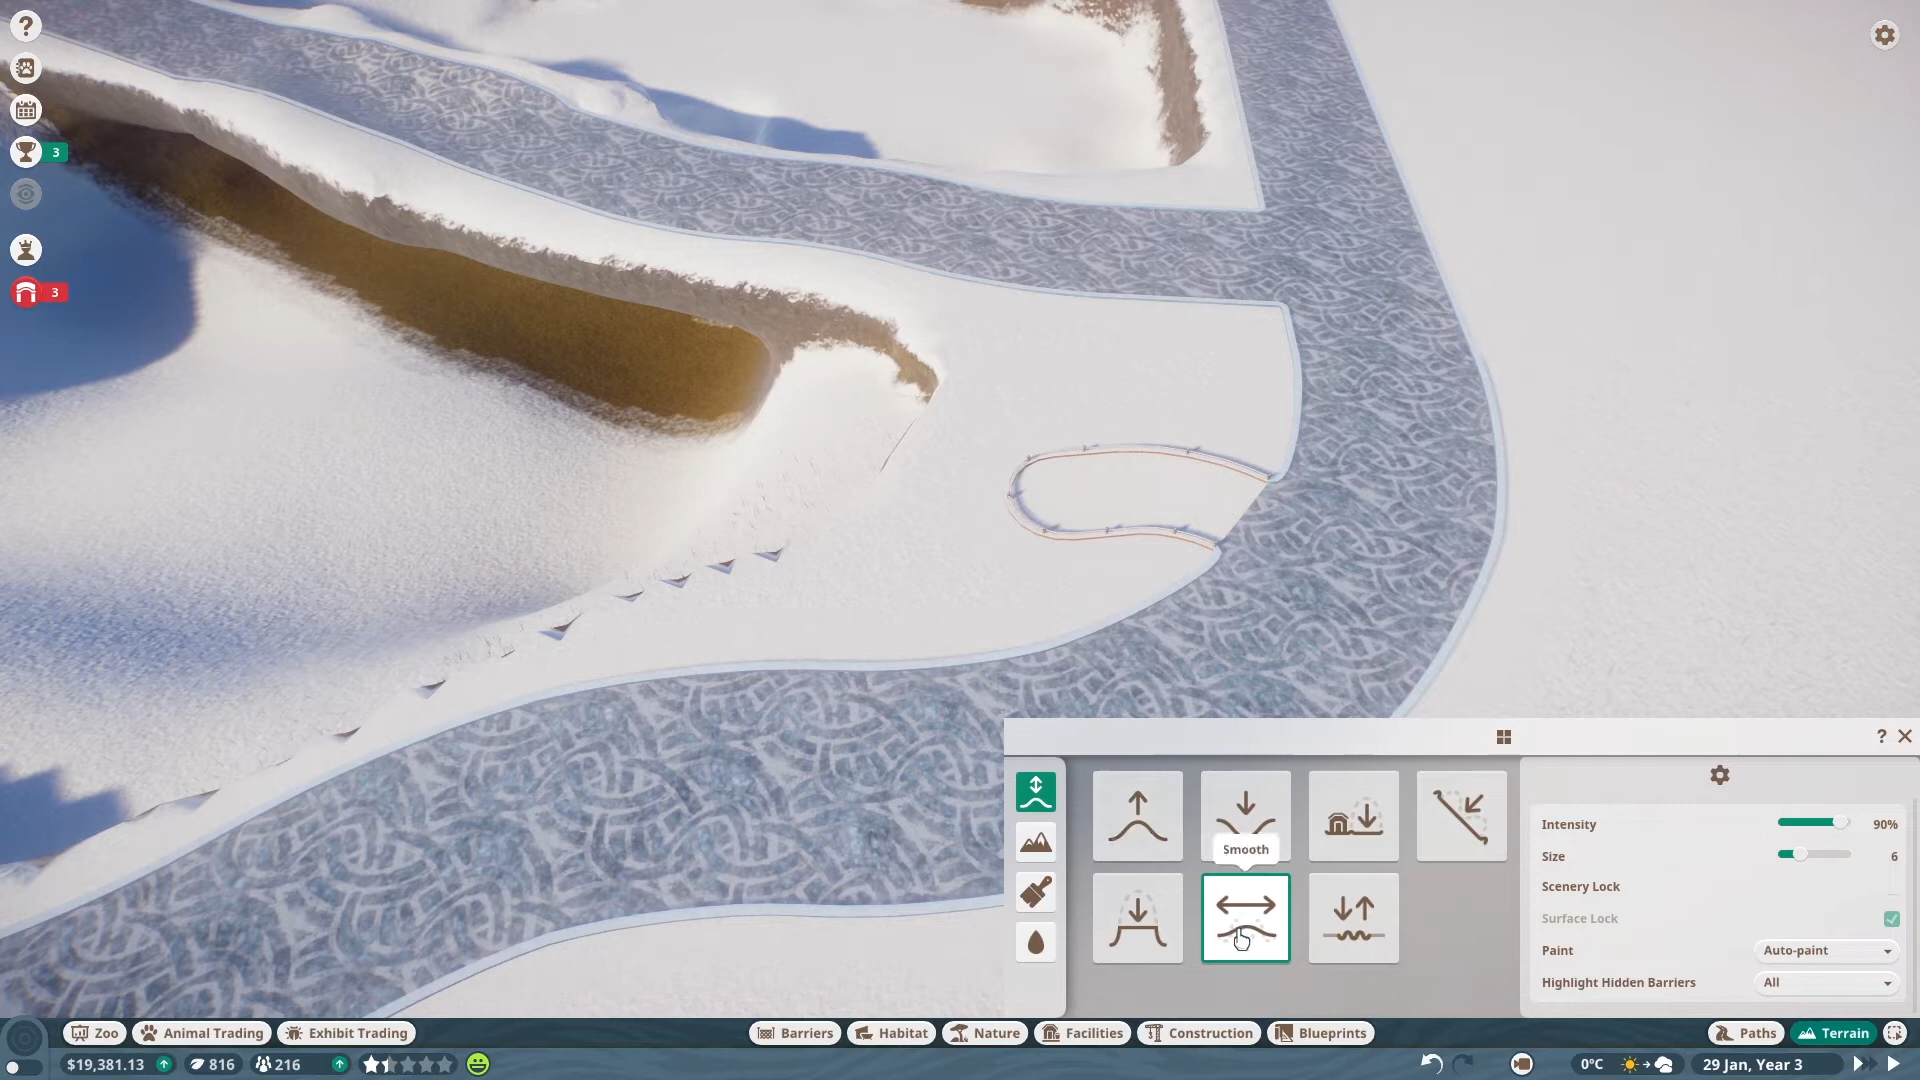 ?
3
3
?
Smooth
Intensity 90%
Size 6
Scenery Lock
Surface Lock
Paint Auto-paint
Highlight Hidden Barriers All
Zoo Animal Trading Exhibit Trading Barriers Habitat Nature Facilities Construction Blueprints Paths Terrain
$19,381.13 816 216 0°C 29 Jan, Year 3